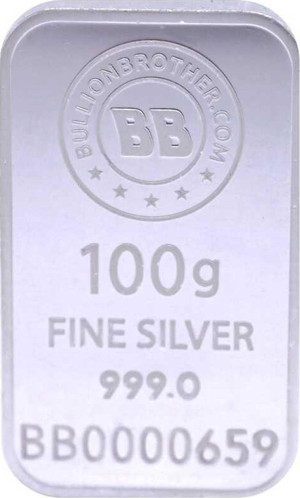 BULLIONBROTHER.COM
BB
100g
FINE SILVER
999.0
BB0000659